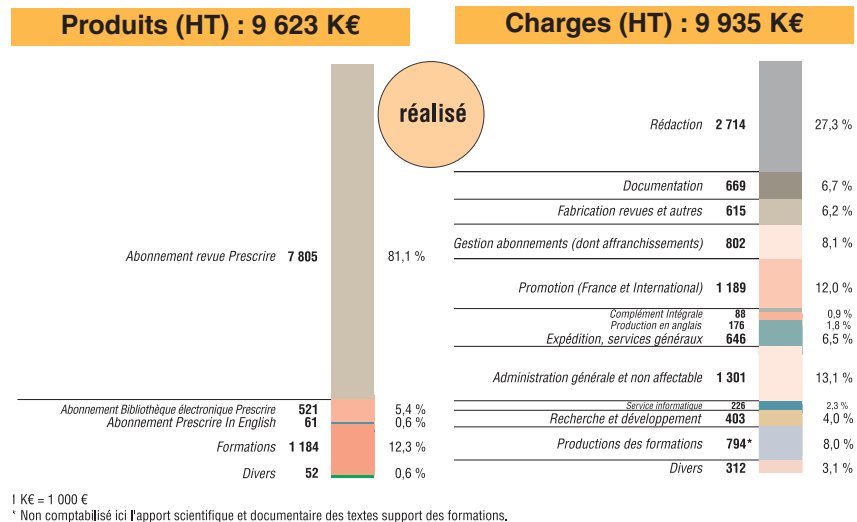 Produits (HT) : 9 623 K€
Charges (HT) : 9 935 K€
réalisé
Abonnement revue Prescrire 7 805 81,1 %
Abonnement Bibliothèque électronique Prescrire 521 5,4 %
Abonnement Prescrire In English 61 0,6 %
Formations 1 184 12,3 %
Divers 52 0,6 %
Rédaction 2 714 27,3 %
Documentation 669 6,7 %
Fabrication revues et autres 615 6,2 %
Gestion abonnements (dont affranchissements) 802 8,1 %
Promotion (France et International) 1 189 12,0 %
Complément Intégrale 88 0,9 %
Production en anglais 176 1,8 %
Expédition, services généraux 646 6,5 %
Administration générale et non affectable 1 301 13,1 %
Service informatique 226 2,3 %
Recherche et développement 403 4,0 %
Productions des formations 794* 8,0 %
Divers 312 3,1 %
1 K€ = 1 000 €
* Non comptabilisé ici l'apport scientifique et documentaire des textes support des formations.